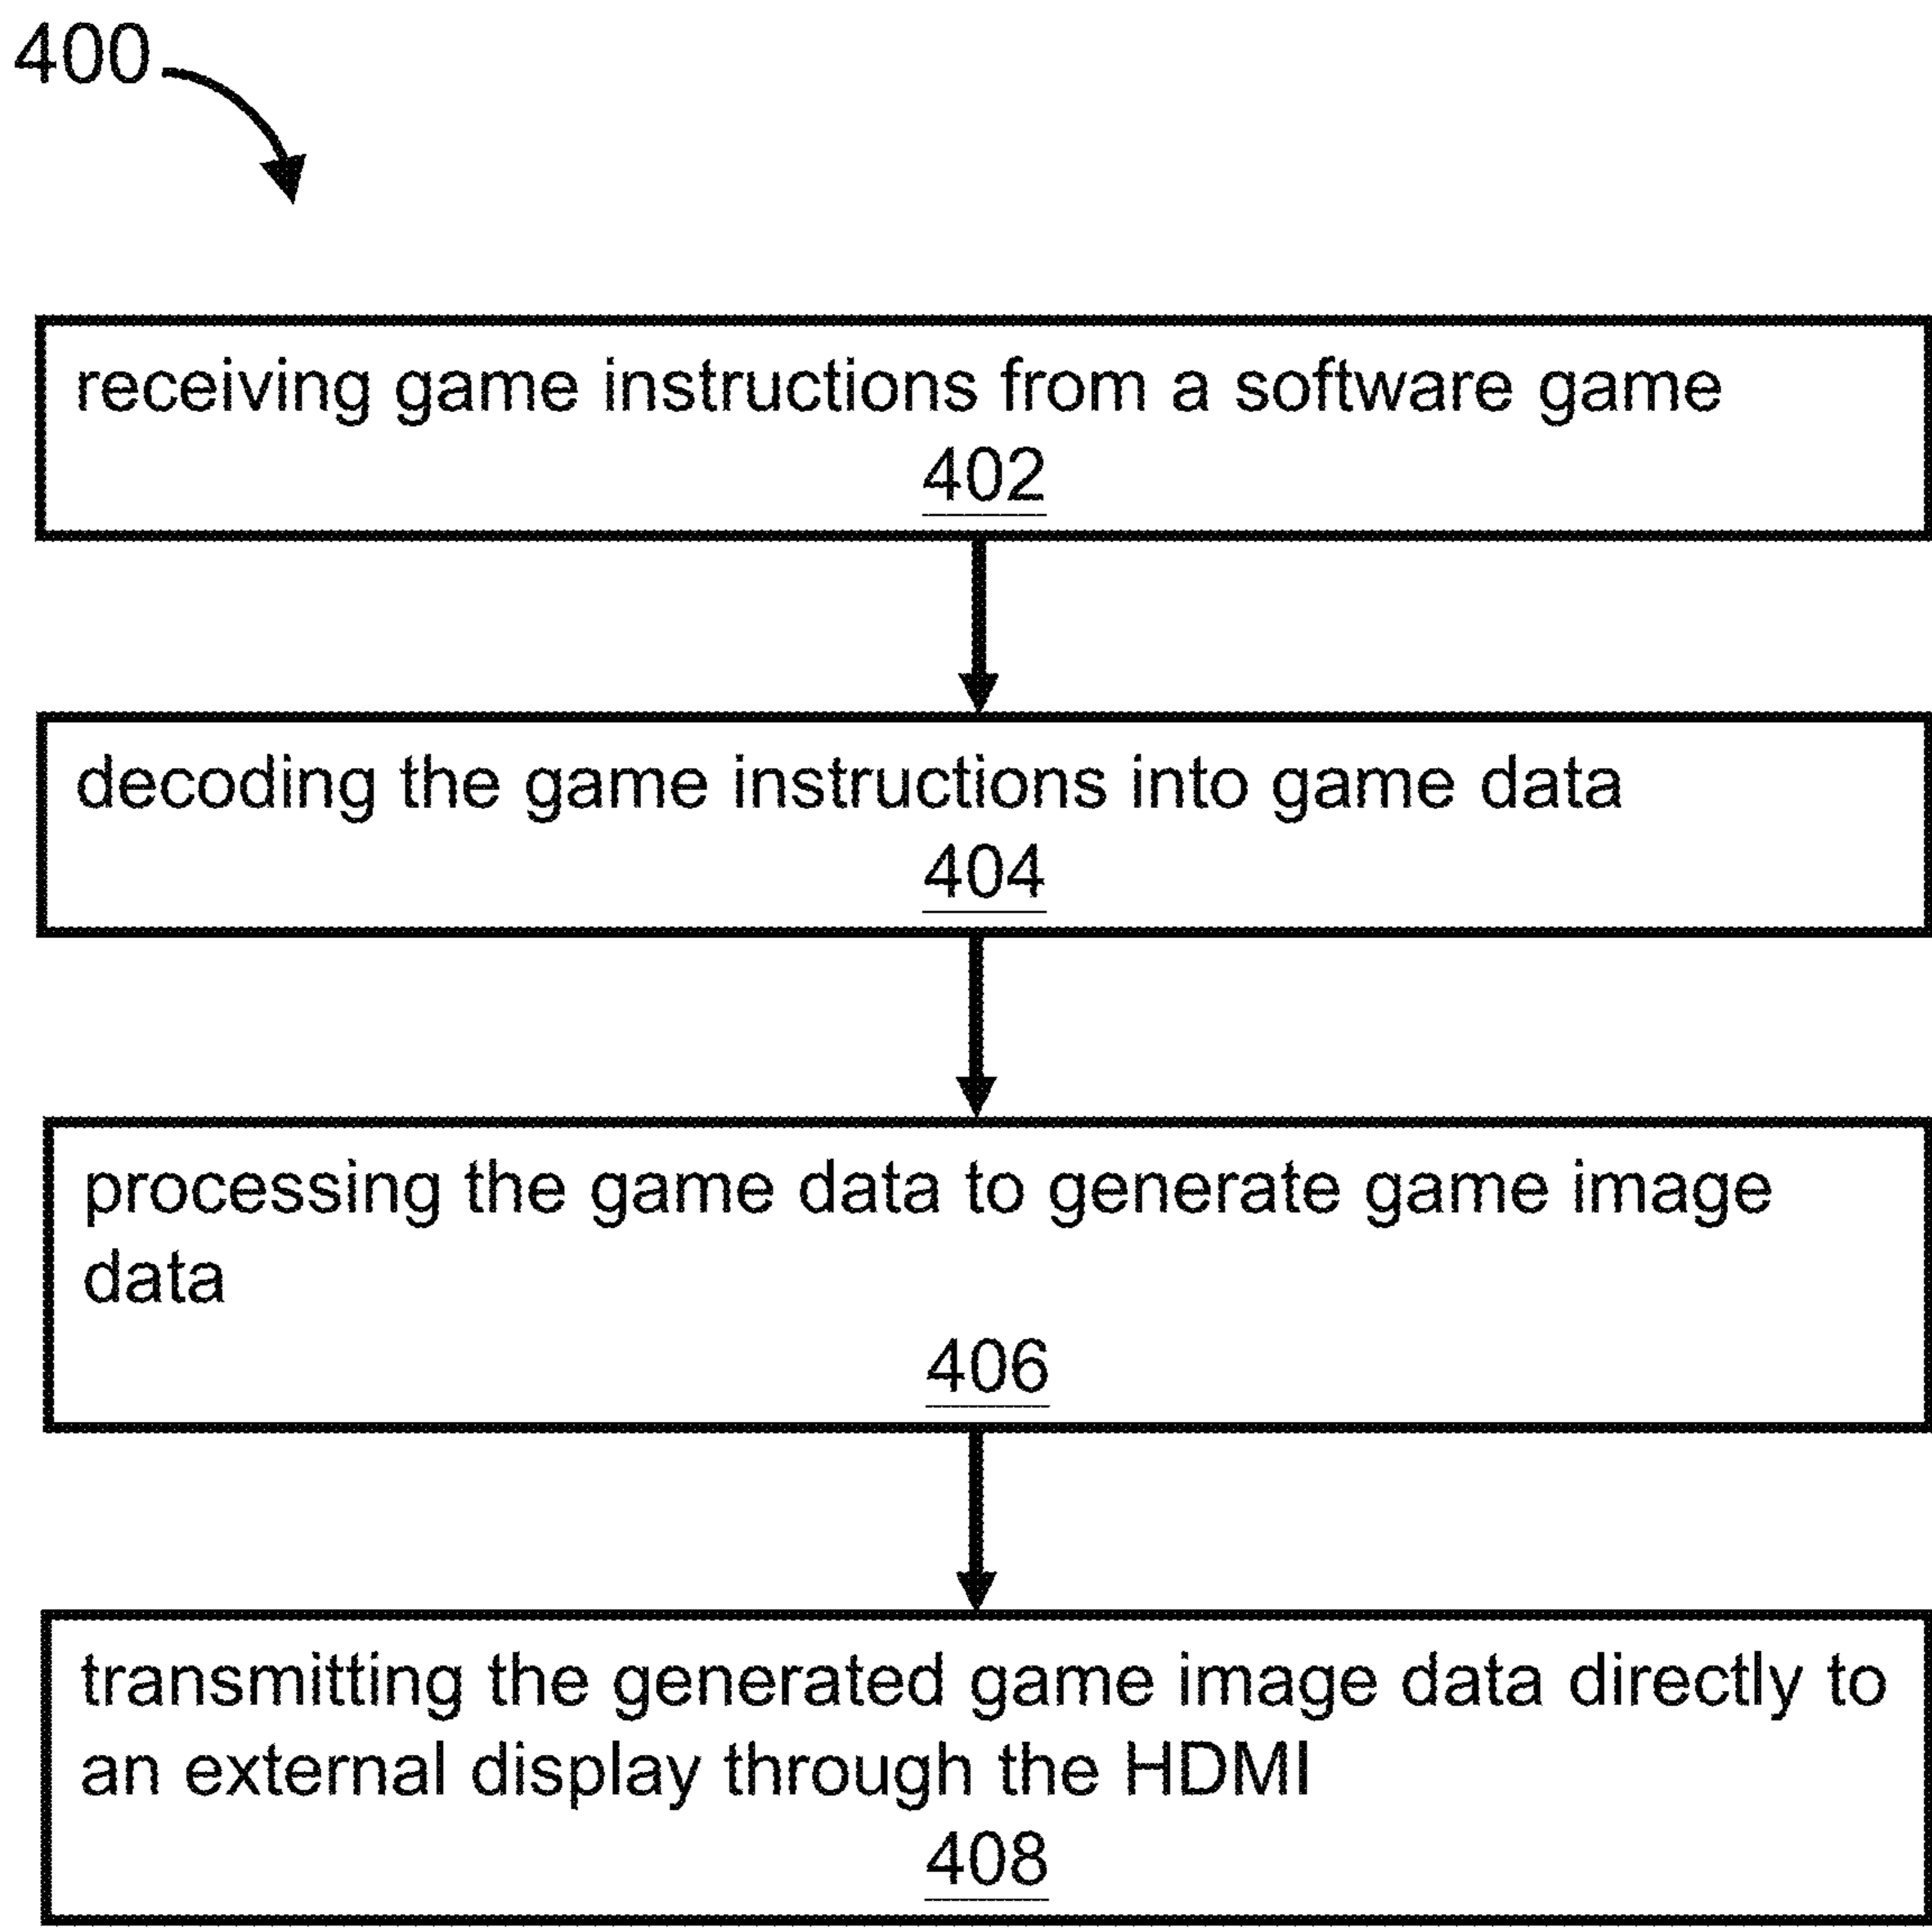 400
receiving game instructions from a software game
402
decoding the game instructions into game data
404
processing the game data to generate game image
data
406
transmitting the generated game image data directly to
an external display through the HDMI
408